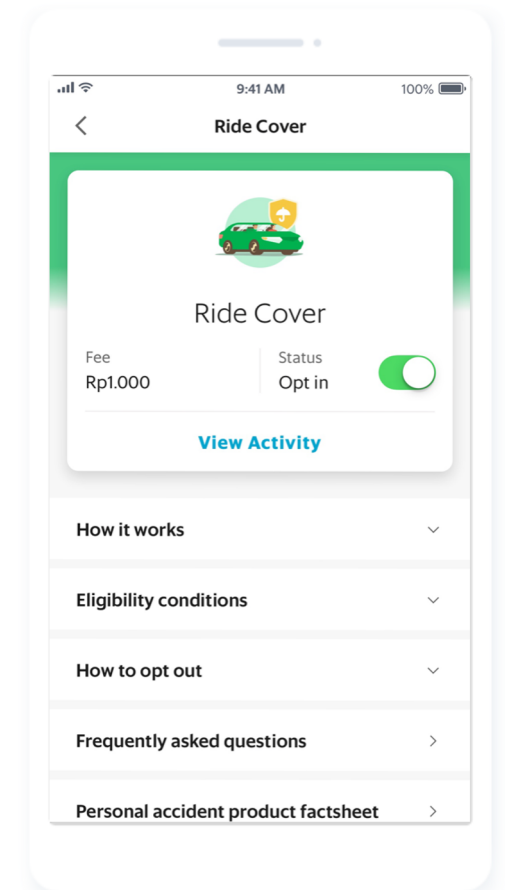 9:41 AM
100%
Ride Cover
Ride Cover
Fee
Status
Rp1.000
Opt in
View Activity
How it works
Eligibility conditions
How to opt out
Frequently asked questions
Personal accident product factsheet